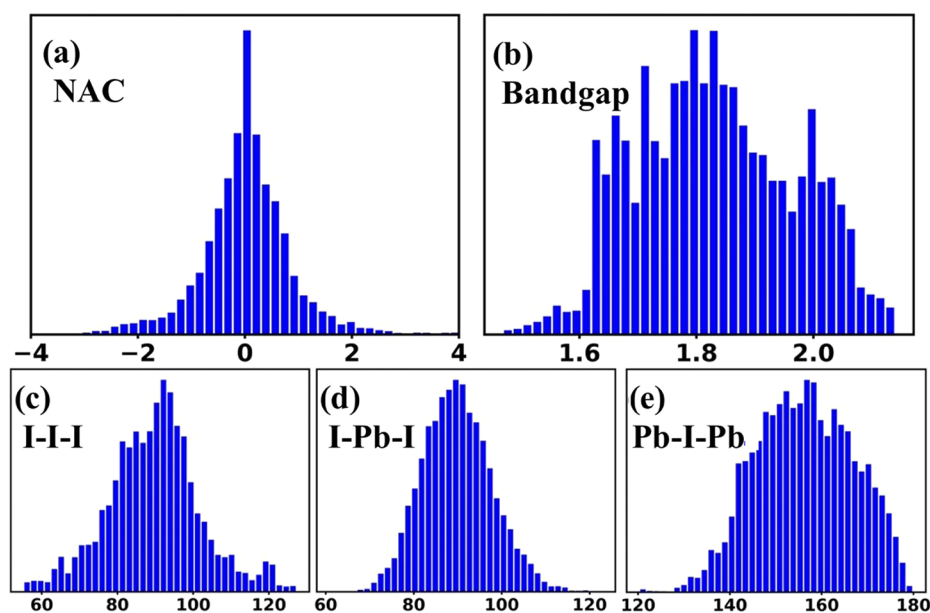 (a)
NAC
−4 −2 0 2 4
(b)
Bandgap
1.6 1.8 2.0
(c)
I-I-I
60 80 100 120
(d)
I-Pb-I
60 80 100 120
(e)
Pb-I-Pb
120 140 160 180